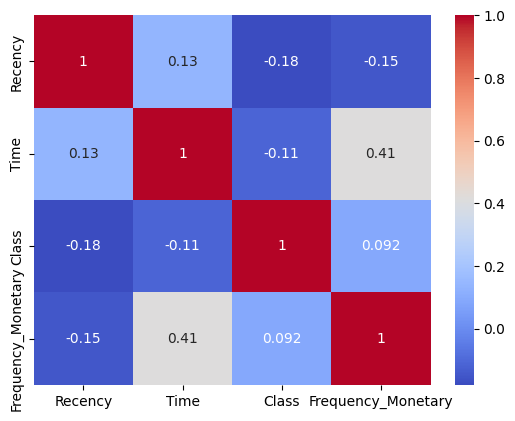 Recency
1
0.13
-0.18
-0.15
Time
0.13
1
-0.11
0.41
Class
-0.18
-0.11
1
0.092
Frequency_Monetary
-0.15
0.41
0.092
1
Recency
Time
Class
Frequency_Monetary
1.0
0.8
0.6
0.4
0.2
0.0